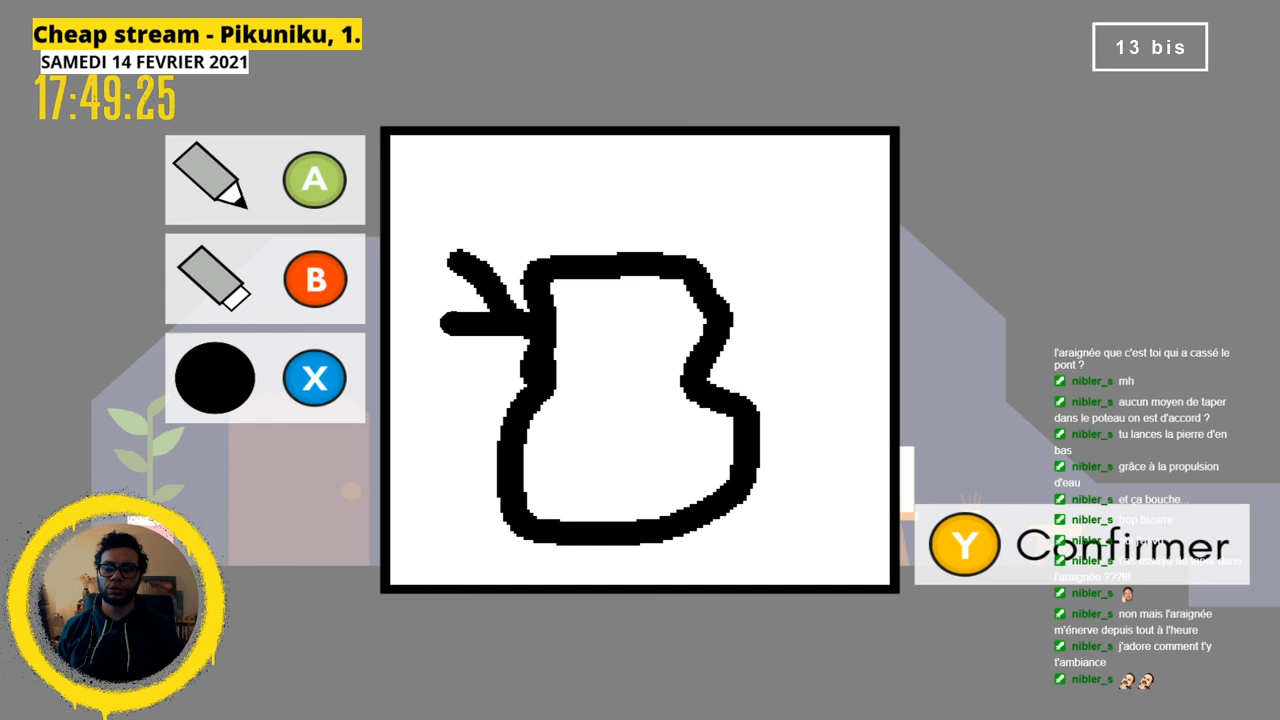 Cheap stream - Pikuniku, 1.
SAMEDI 14 FEVRIER 2021
17:49:25
13 bis
A
B
X
Y Confirmer
l'araignée que c'est toi qui a cassé le
pont ?
nibler_s mh
nibler_s aucun moyen de taper
dans le poteau on est d'accord ?
nibler_s tu lances la pierre d'en
bas
nibler_s grâce à la propulsion
d'eau
nibler_s et ca bouche...
nibler_s trop bizarre
nibler_s
nibler_s
l'araignée ???!!!
nibler_s
nibler_s non mais l'araignée
m'énerve depuis tout à l'heure
nibler_s j'adore comment t'y
t'ambiance
nibler_s